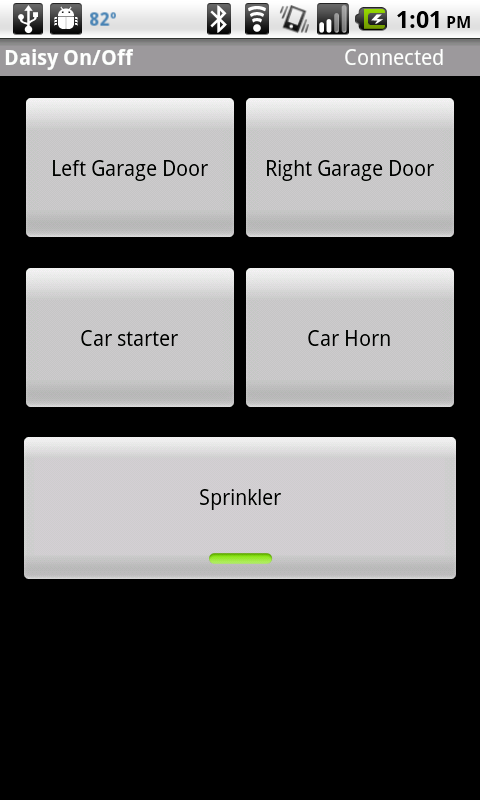 82° 1:01 PM
Daisy On/Off Connected
Left Garage Door Right Garage Door
Car starter Car Horn
Sprinkler